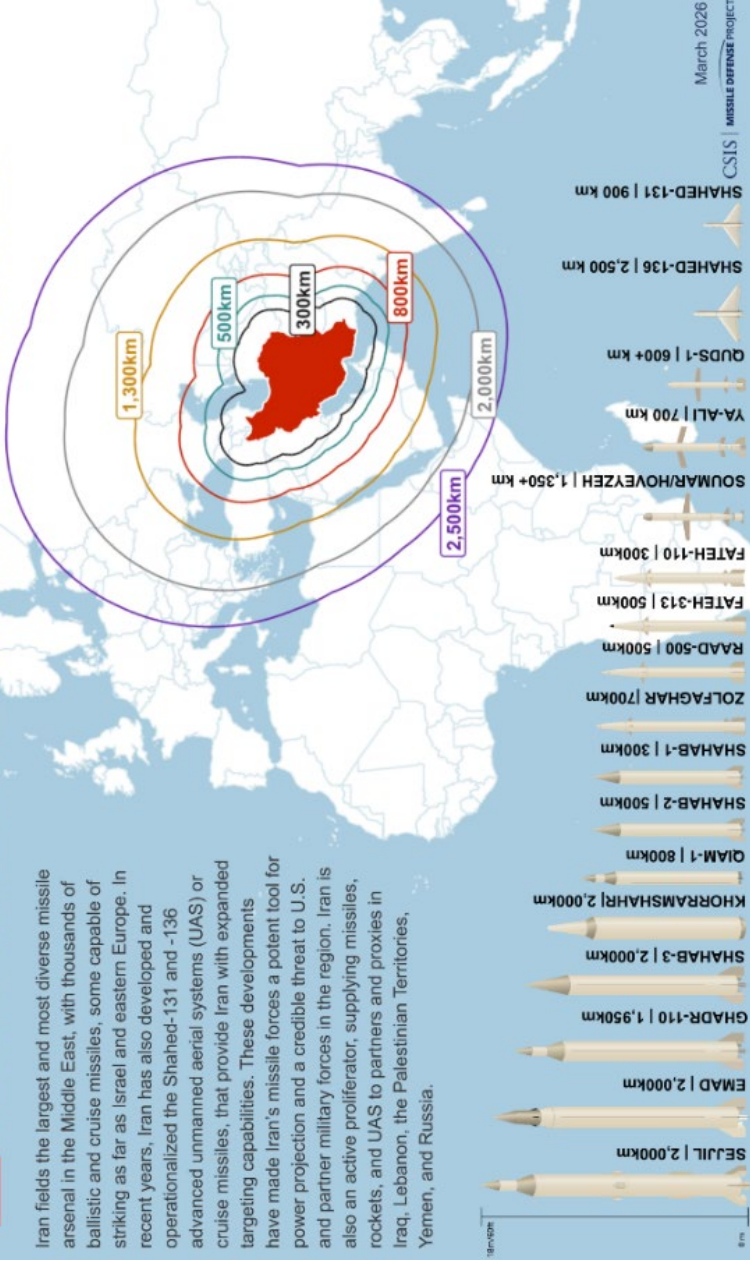 Iran fields the largest and most diverse missile
arsenal in the Middle East, with thousands of
ballistic and cruise missiles, some capable of
striking as far as Israel and eastern Europe. In
recent years, Iran has also developed and
operationalized the Shahed-131 and -136
advanced unmanned aerial systems (UAS) or
cruise missiles, that provide Iran with expanded
targeting capabilities. These developments
have made Iran's missile forces a potent tool for
power projection and a credible threat to U.S.
and partner military forces in the region. Iran is
also an active proliferator, supplying missiles,
rockets, and UAS to partners and proxies in
Iraq, Lebanon, the Palestinian Territories,
Yemen, and Russia.
1,300km
500km
300km
800km
2,000km
2,500km
SEJJIL | 2,000km
EMAD | 2,000km
GHADR-110 | 1,950km
SHAHAB-3 | 2,000km
KHORRAMSHAHR| 2,000km
QIAM-1 | 800km
SHAHAB-2 | 500km
SHAHAB-1 | 300km
ZOLFAGHAR |700km
RAAD-500 | 500km
FATEH-313 | 500km
FATEH-110 | 300km
SOUMAR/HOVEYZEH | 1,350+ km
YA-ALI | 700 km
QUDS-1 | 600+ km
SHAHED-136 | 2,500 km
SHAHED-131 | 900 km
March 2026
CSIS | MISSILE DEFENSE PROJECT